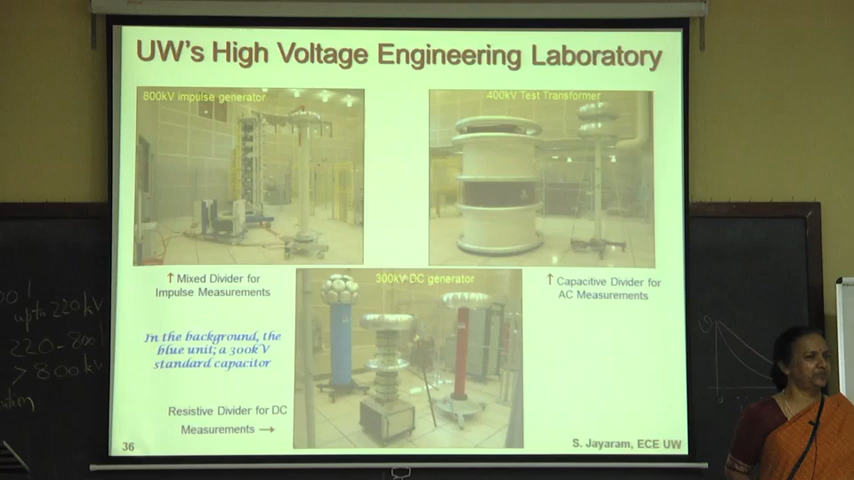 UW's High Voltage Engineering Laboratory
800kV impulse generator
400kV Test Transformer
↑ Mixed Divider for
Impulse Measurements
300kV DC generator
↑ Capacitive Divider for
AC Measurements
In the background, the
blue unit; a 300kV
standard capacitor
Resistive Divider for DC
Measurements →
36
S. Jayaram, ECE UW
upto 220kV
> 800kV